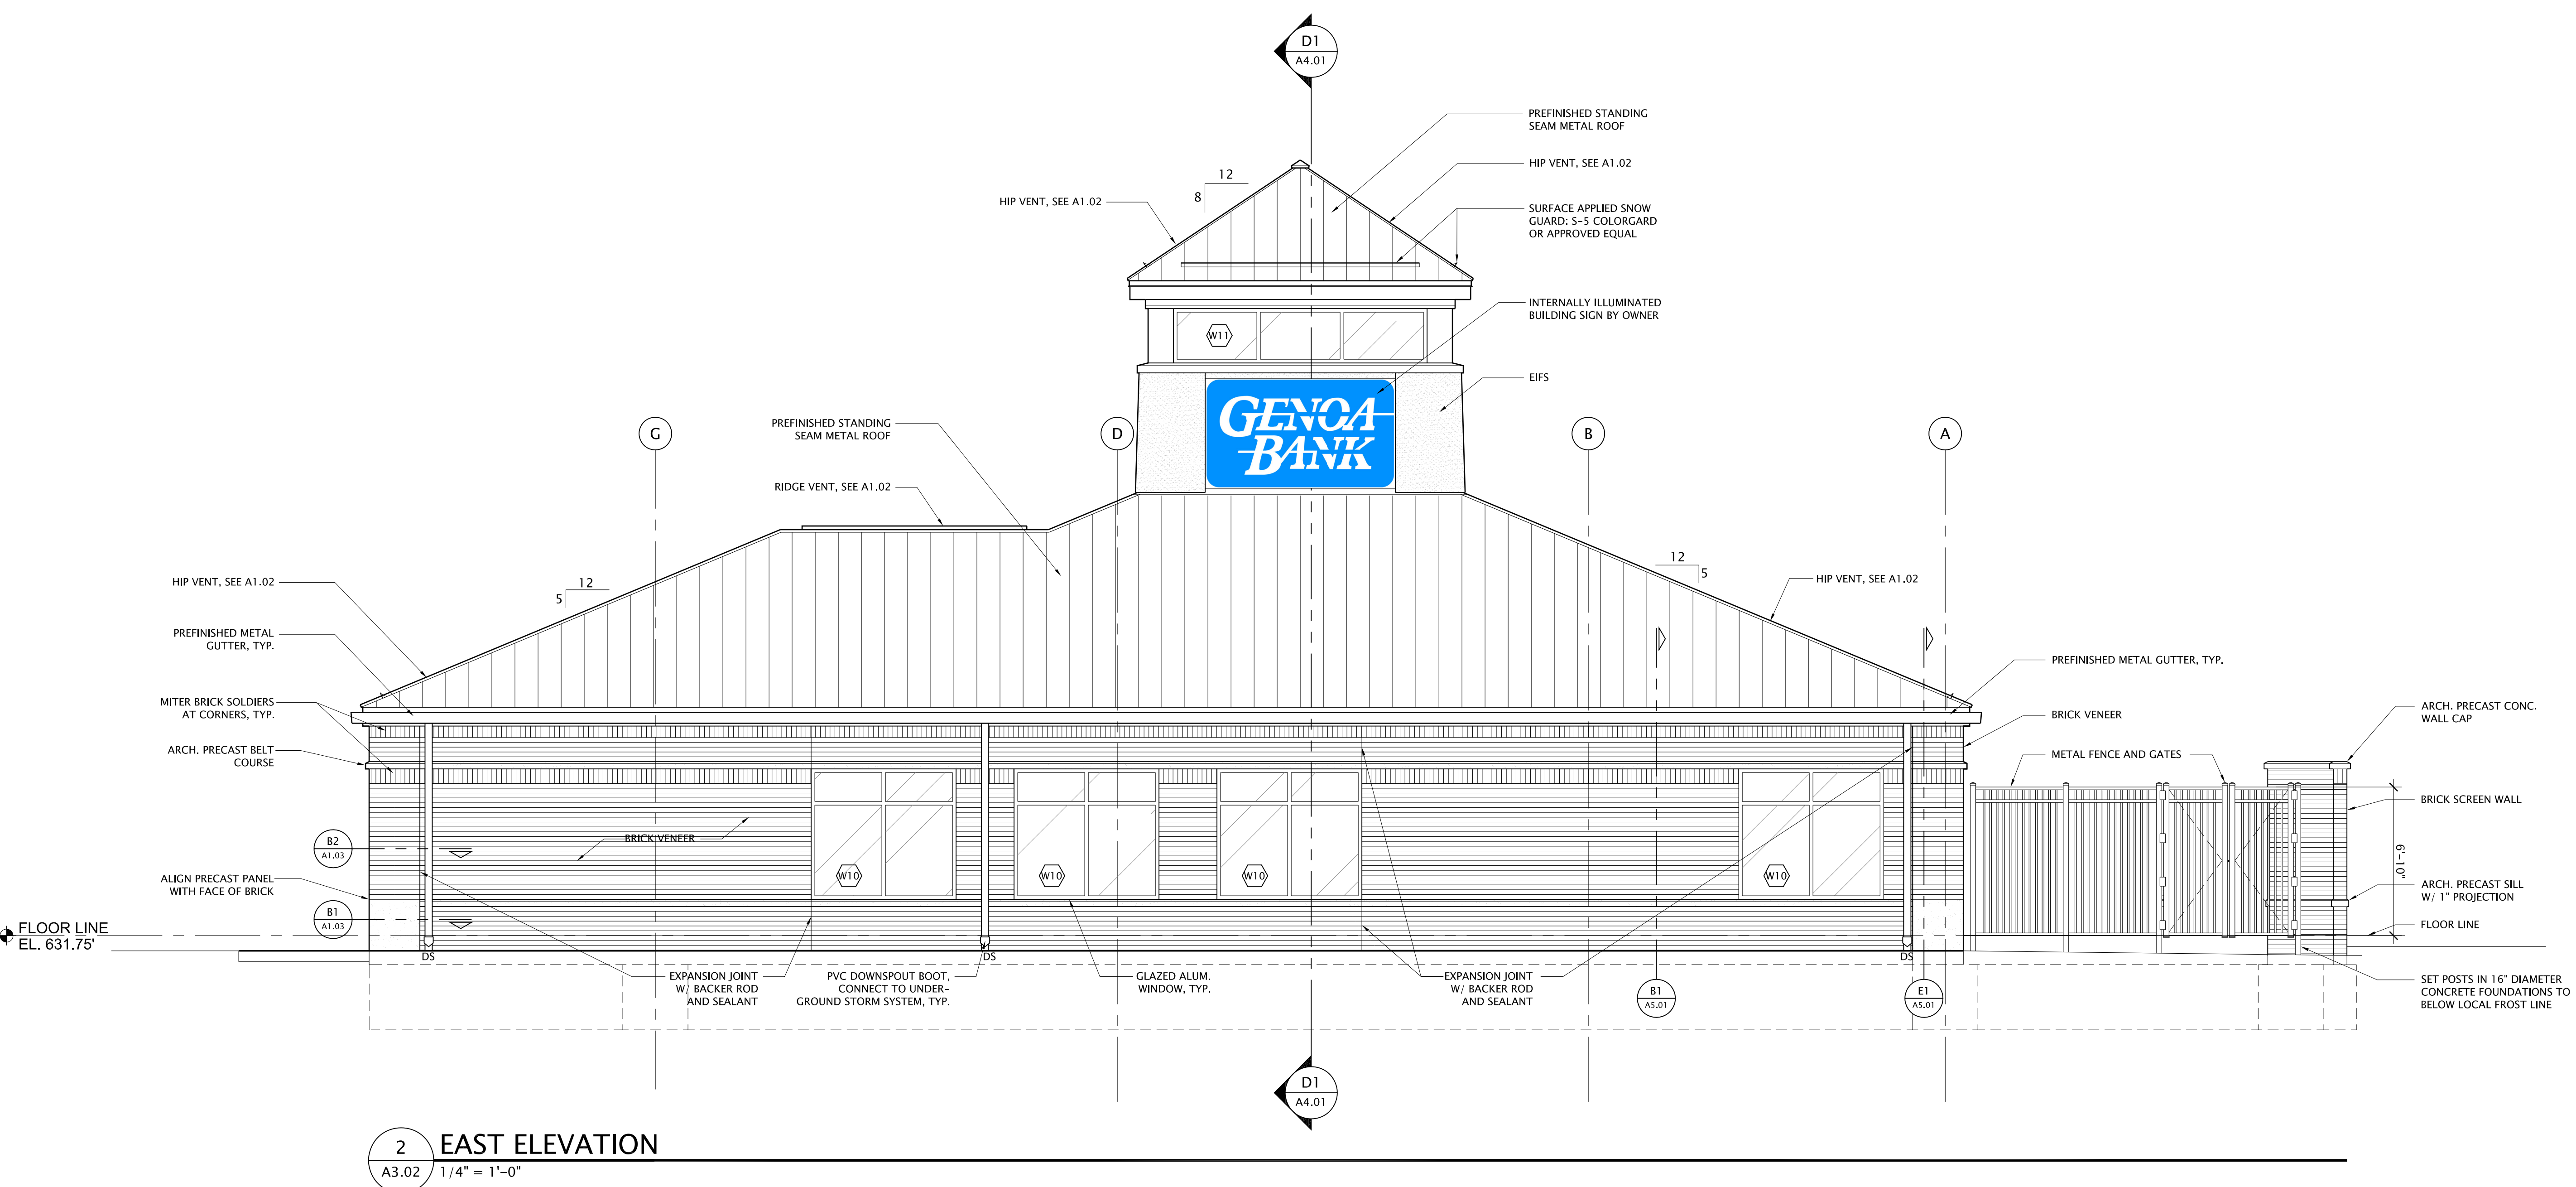 D1
A4.01
PREFINISHED STANDING
SEAM METAL ROOF
HIP VENT, SEE A1.02
12
8
HIP VENT, SEE A1.02
SURFACE APPLIED SNOW
GUARD: S-5 COLORGARD
OR APPROVED EQUAL
INTERNALLY ILLUMINATED
BUILDING SIGN BY OWNER
W11
EIFS
GENOA
BANK
G
D
B
A
PREFINISHED STANDING
SEAM METAL ROOF
RIDGE VENT, SEE A1.02
HIP VENT, SEE A1.02
12
5
12
5
HIP VENT, SEE A1.02
PREFINISHED METAL
GUTTER, TYP.
PREFINISHED METAL GUTTER, TYP.
MITER BRICK SOLDIERS
AT CORNERS, TYP.
BRICK VENEER
ARCH. PRECAST CONC.
WALL CAP
ARCH. PRECAST BELT
COURSE
METAL FENCE AND GATES
BRICK SCREEN WALL
BRICK VENEER
B2
A1.03
W10
W10
W10
W10
6'-10"
ALIGN PRECAST PANEL
WITH FACE OF BRICK
ARCH. PRECAST SILL
W/ 1" PROJECTION
B1
A1.03
FLOOR LINE
EL. 631.75'
FLOOR LINE
DS
DS
DS
EXPANSION JOINT
W/ BACKER ROD
AND SEALANT
PVC DOWNSPOUT BOOT,
CONNECT TO UNDER-
GROUND STORM SYSTEM, TYP.
GLAZED ALUM.
WINDOW, TYP.
EXPANSION JOINT
W/ BACKER ROD
AND SEALANT
B1
A5.01
E1
A5.01
SET POSTS IN 16" DIAMETER
CONCRETE FOUNDATIONS TO
BELOW LOCAL FROST LINE
D1
A4.01
2
A3.02
EAST ELEVATION
1/4" = 1'-0"